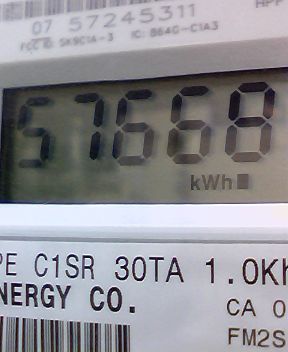 07 57245311
FCC ID: SK9C1A-3 IC: 864G-C1A3
57668
kWh
PE C1SR 30TA 1.0Kh
NERGY CO.
CA 0
FM2S